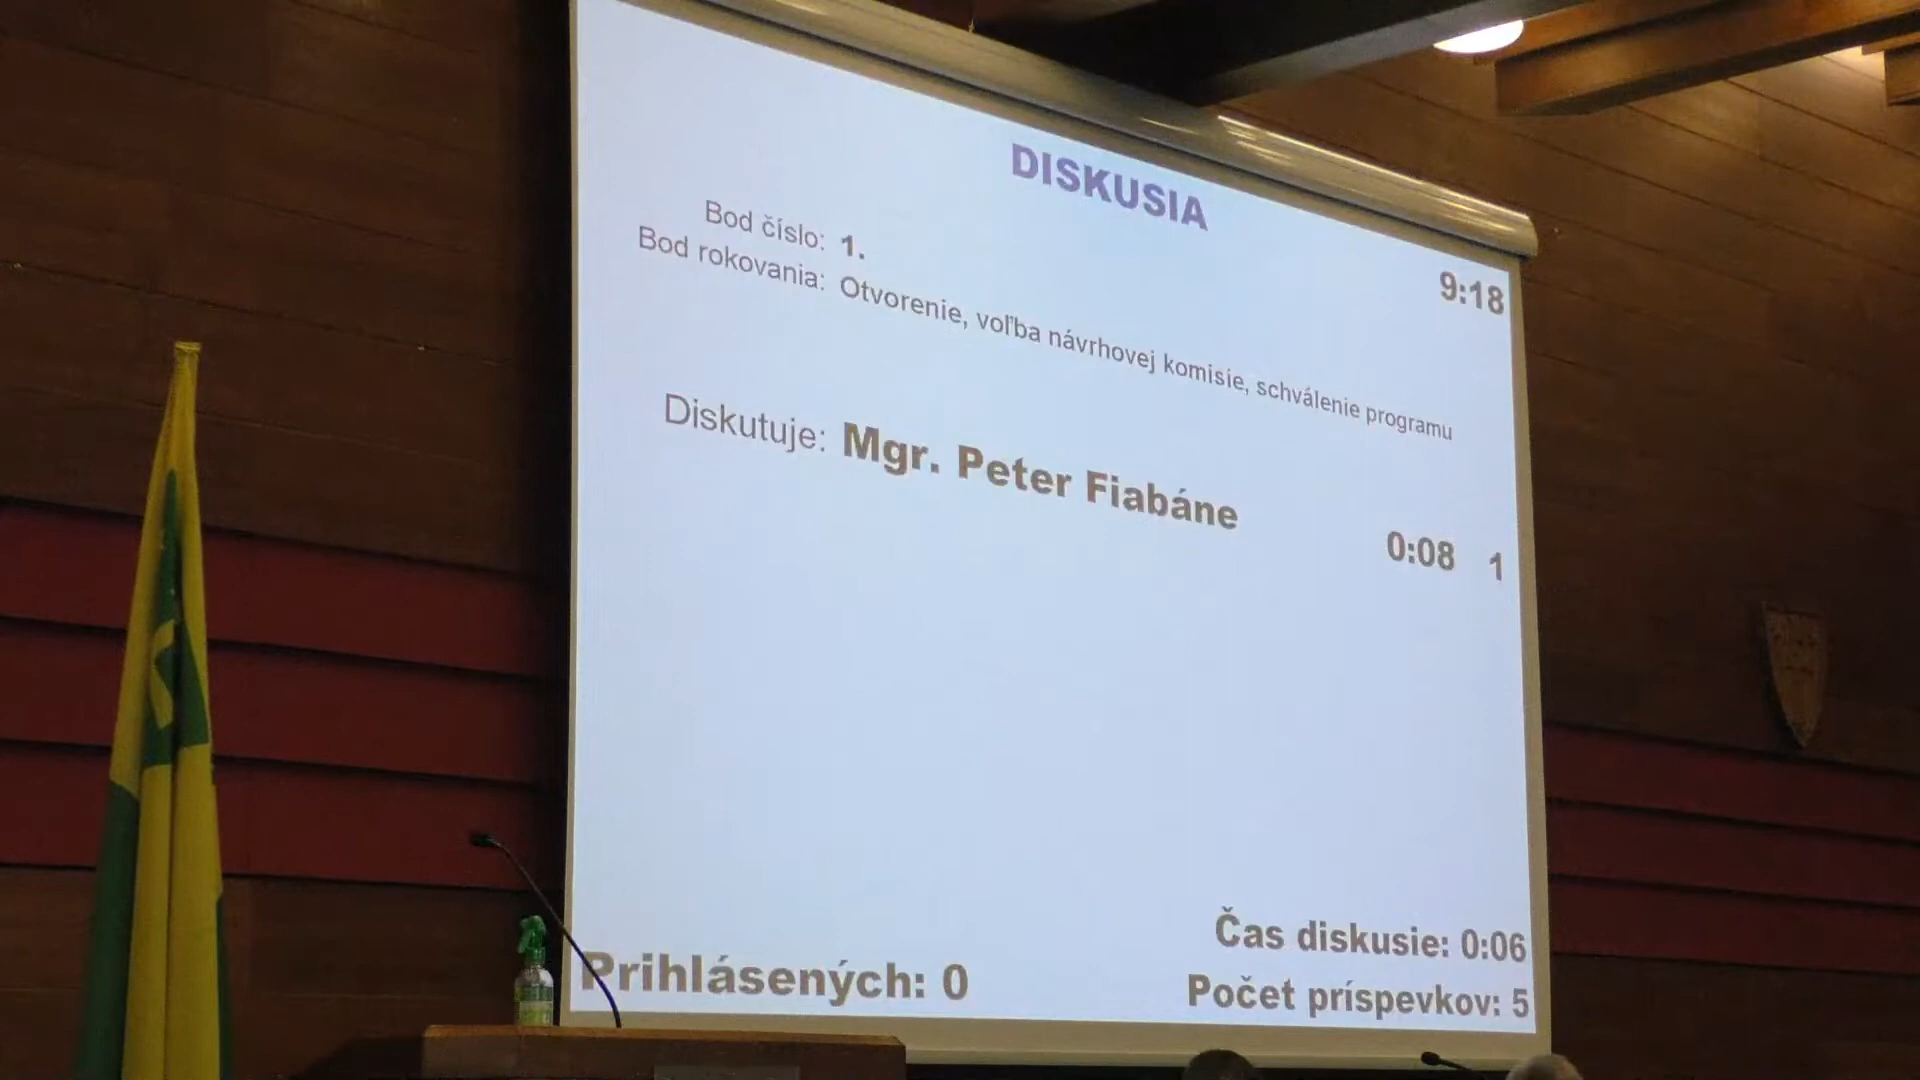 DISKUSIA
9:18
Bod číslo: 1.
Bod rokovania: Otvorenie, voľba návrhovej komisie, schválenie programu
Diskutuje: Mgr. Peter Fiabáne
0:08 1
Čas diskusie: 0:06
Prihlásených: 0
Počet príspevkov: 5